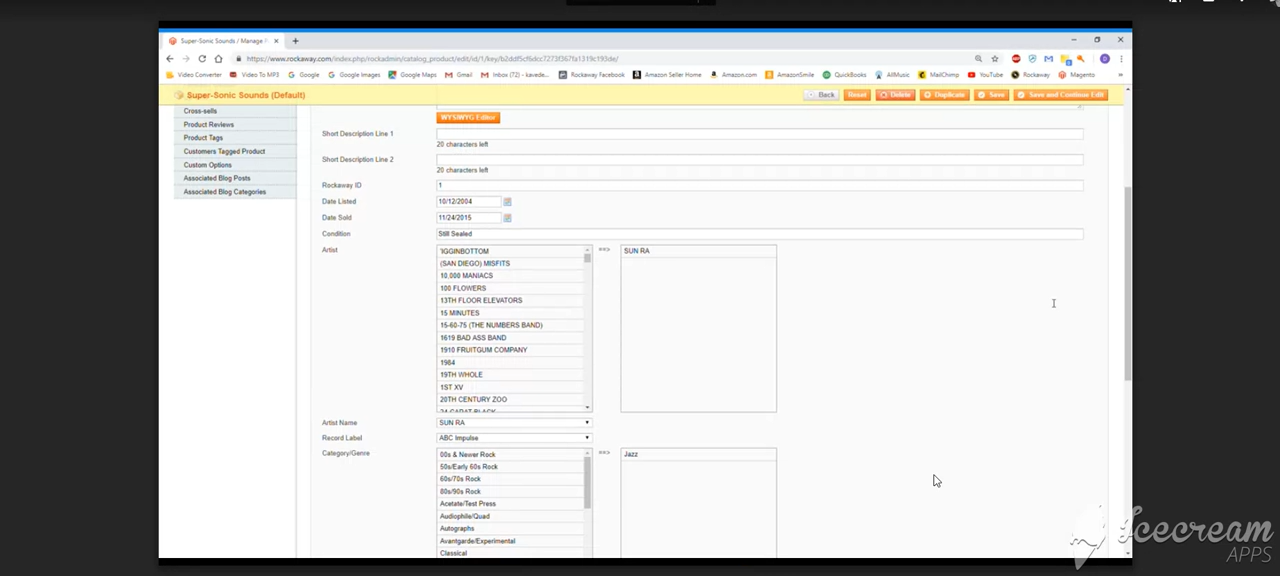 Super-Sonic Sounds / Manage P
https://www.rockaway.com/index.php/rockadmin/catalog_product/edit/id/1/key/b2ddf5cf6dcc7273f367fa1319c193de/
Video Converter Video To MP3 Google Google Images Google Maps Gmail Inbox (72) - kavede... Rockaway Facebook Amazon Seller Home Amazon.com AmazonSmile QuickBooks AllMusic MailChimp YouTube Rockaway Magento
Super-Sonic Sounds (Default) Back Reset Delete Duplicate Save Save and Continue Edit
Cross-sells
Product Reviews
Product Tags
Customers Tagged Product
Custom Options
Associated Blog Posts
Associated Blog Categories
WYSIWYG Editor
Short Description Line 1
20 characters left
Short Description Line 2
20 characters left
Rockaway ID 1
Date Listed 10/12/2004
Date Sold 11/24/2015
Condition Still Sealed
Artist
'IGGINBOTTOM
(SAN DIEGO) MISFITS
10,000 MANIACS
100 FLOWERS
13TH FLOOR ELEVATORS
15 MINUTES
15-60-75 (THE NUMBERS BAND)
1619 BAD ASS BAND
1910 FRUITGUM COMPANY
1984
19TH WHOLE
1ST XV
20TH CENTURY ZOO
24 CARAT BLACK
==>
SUN RA
Artist Name SUN RA
Record Label ABC Impulse
Category/Genre
00s & Newer Rock
50s/Early 60s Rock
60s/70s Rock
80s/90s Rock
Acetate/Test Press
Audiophile/Quad
Autographs
Avantgarde/Experimental
Classical
==>
Jazz
Icecream
APPS